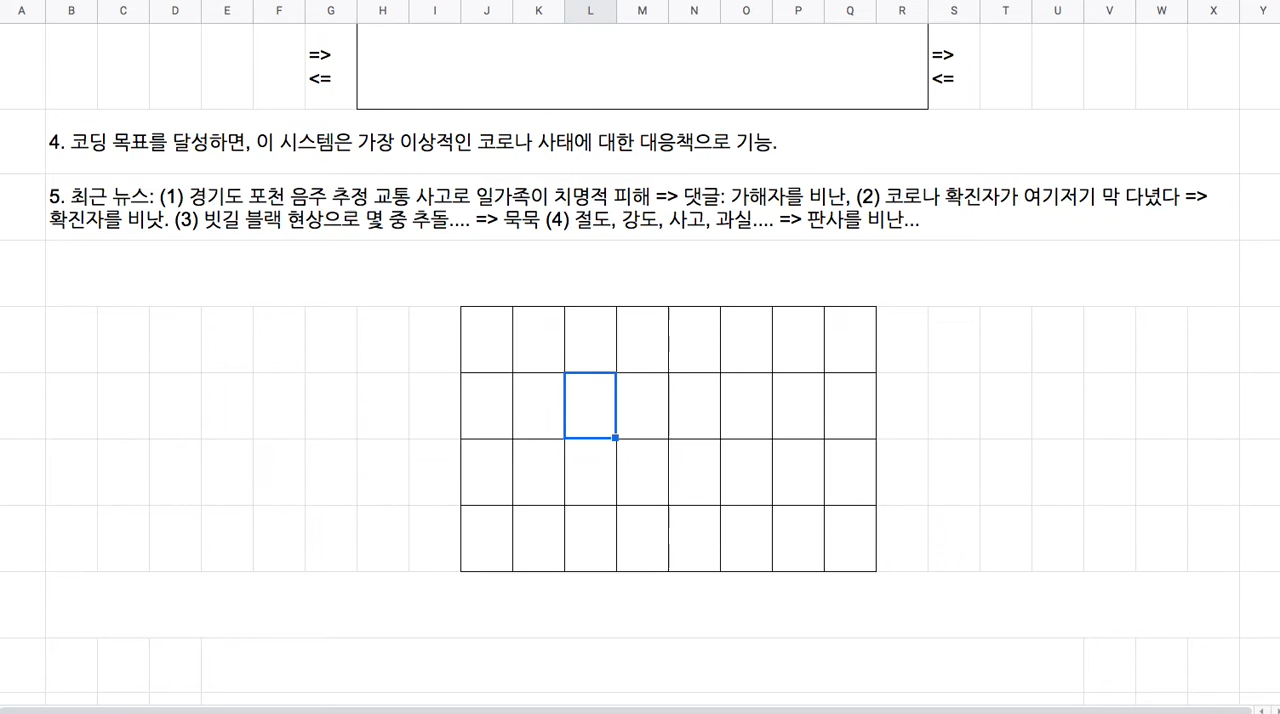 A B C D E F G H I J K L M N O P Q R S T U V W X Y
=> =>
<= <=
4. 코딩 목표를 달성하면, 이 시스템은 가장 이상적인 코로나 사태에 대한 대응책으로 기능.
5. 최근 뉴스: (1) 경기도 포천 음주 추정 교통 사고로 일가족이 치명적 피해 => 댓글: 가해자를 비난, (2) 코로나 확진자가 여기저기 막 다녔다 =>
확진자를 비낫. (3) 빗길 블랙 현상으로 몇 중 추돌.... => 묵묵 (4) 절도, 강도, 사고, 과실.... => 판사를 비난...